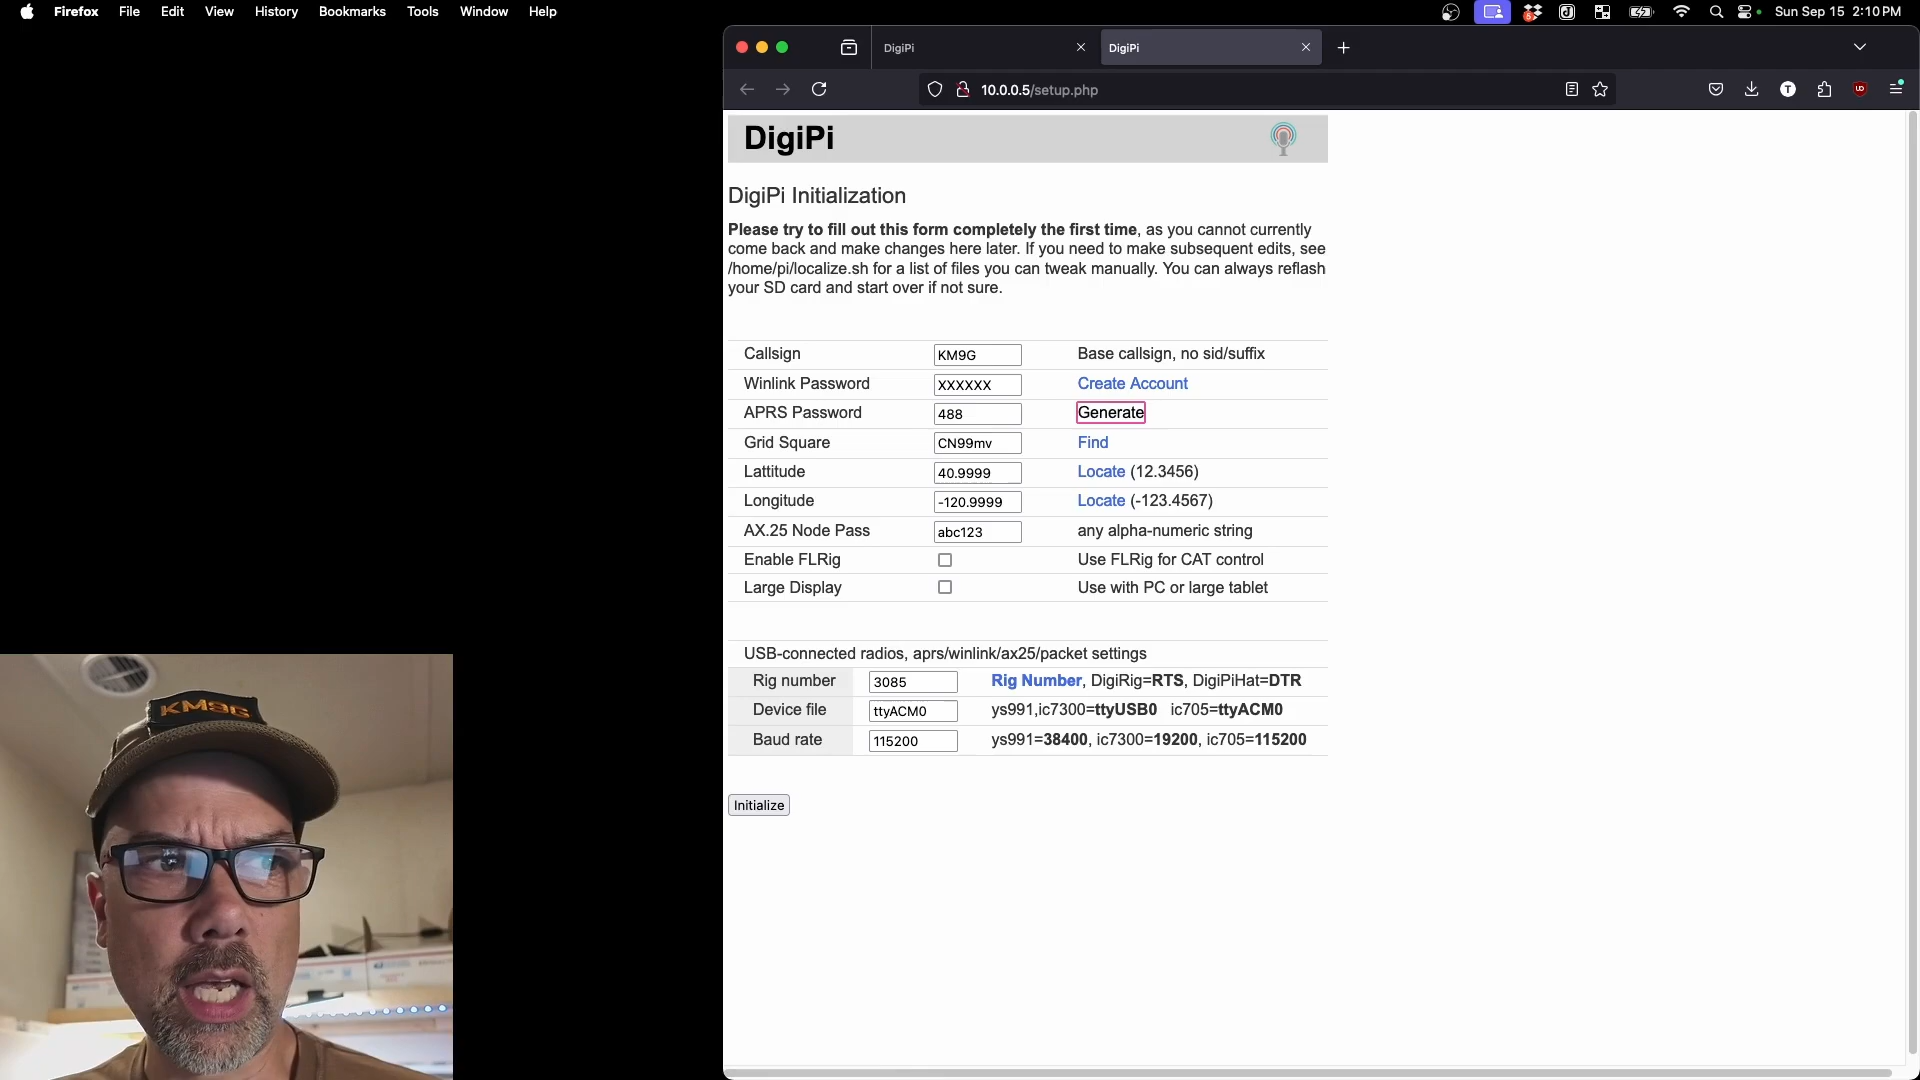 Firefox File Edit View History Bookmarks Tools Window Help Sun Sep 15 2:10 PM
DigiPi DigiPi
10.0.0.5/setup.php
DigiPi
DigiPi Initialization
Please try to fill out this form completely the first time, as you cannot currently
come back and make changes here later. If you need to make subsequent edits, see
/home/pi/localize.sh for a list of files you can tweak manually. You can always reflash
your SD card and start over if not sure.
Callsign KM9G Base callsign, no sid/suffix
Winlink Password XXXXXX Create Account
APRS Password 488 Generate
Grid Square CN99mv Find
Lattitude 40.9999 Locate (12.3456)
Longitude -120.9999 Locate (-123.4567)
AX.25 Node Pass abc123 any alpha-numeric string
Enable FLRig Use FLRig for CAT control
Large Display Use with PC or large tablet
USB-connected radios, aprs/winlink/ax25/packet settings
Rig number 3085 Rig Number, DigiRig=RTS, DigiPiHat=DTR
Device file ttyACM0 ys991,ic7300=ttyUSB0 ic705=ttyACM0
Baud rate 115200 ys991=38400, ic7300=19200, ic705=115200
Initialize
KM9G